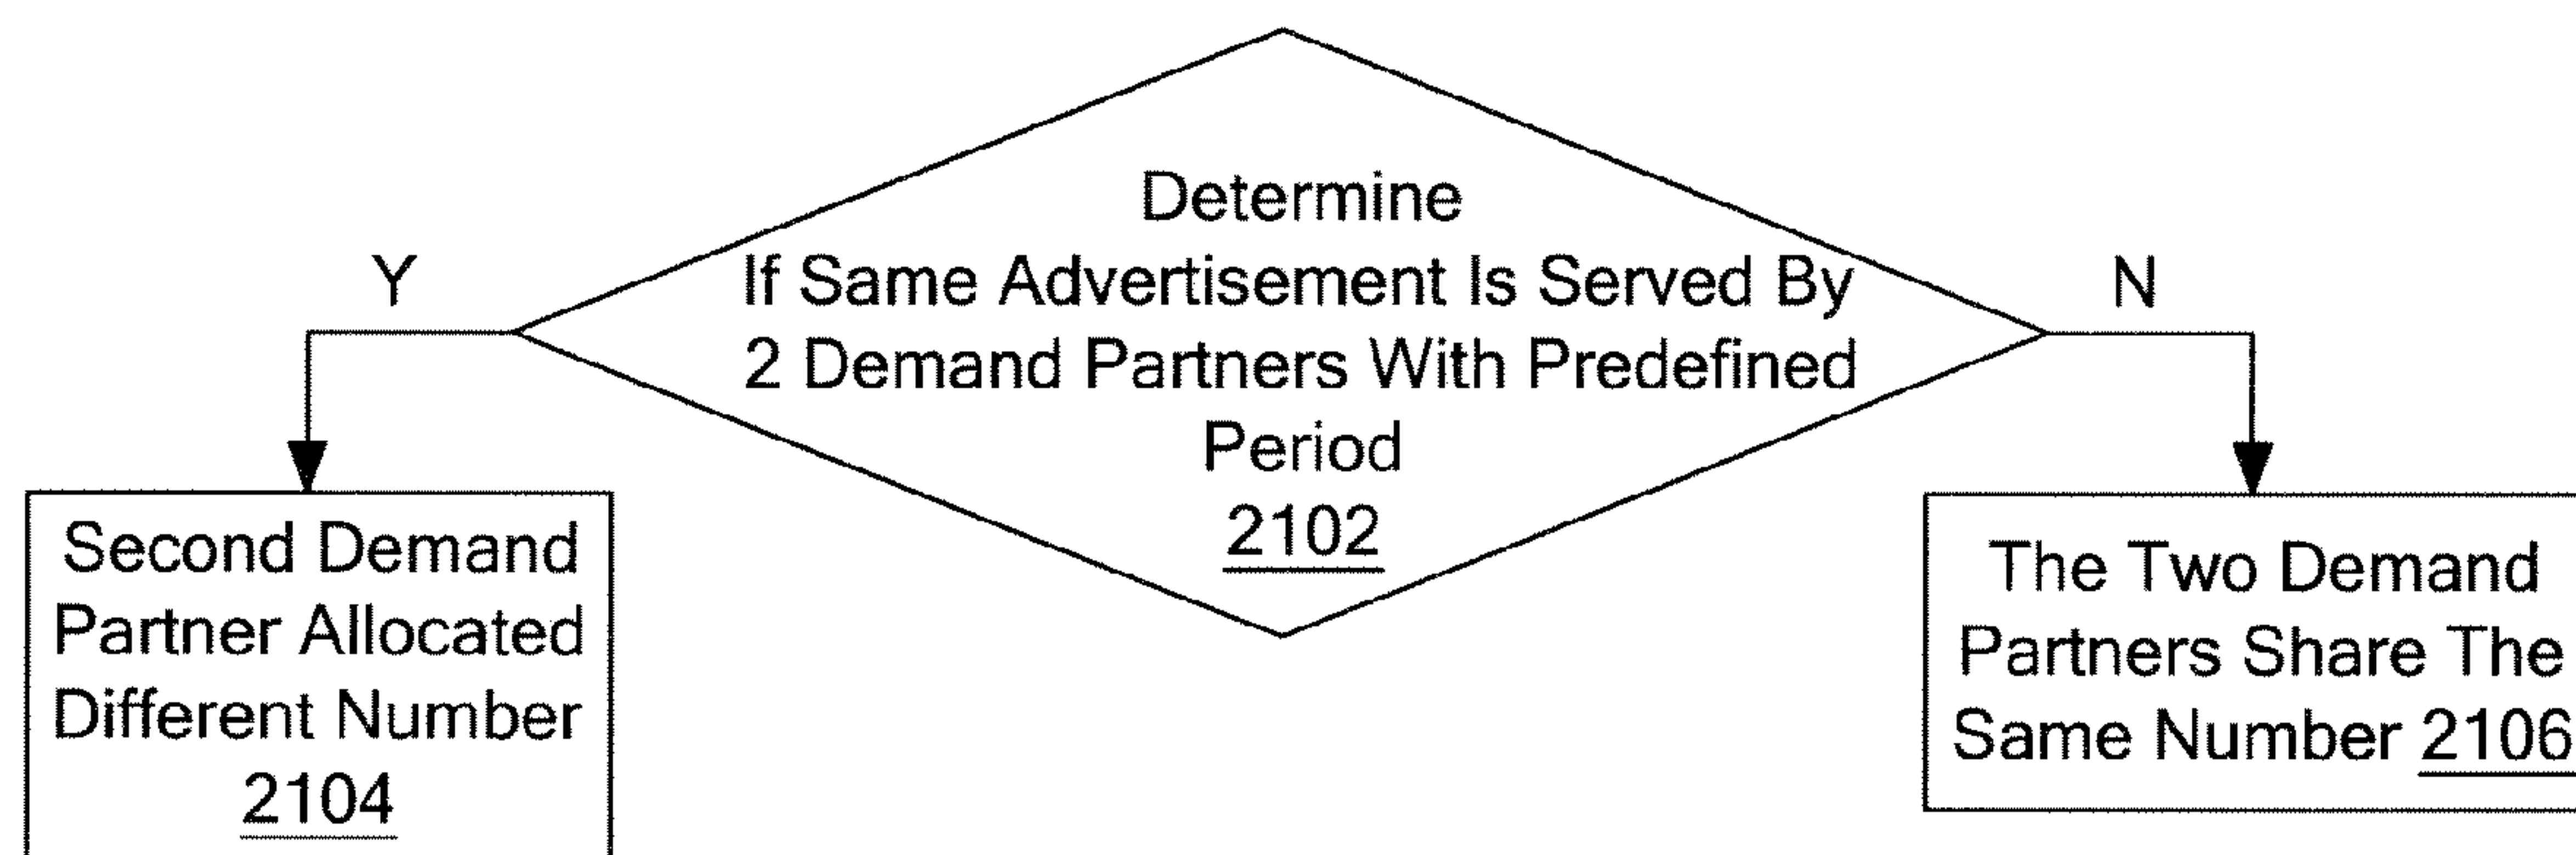 Determine
If Same Advertisement Is Served By
2 Demand Partners With Predefined
Period
2102
Y
N
Second Demand
Partner Allocated
Different Number
2104
The Two Demand
Partners Share The
Same Number 2106